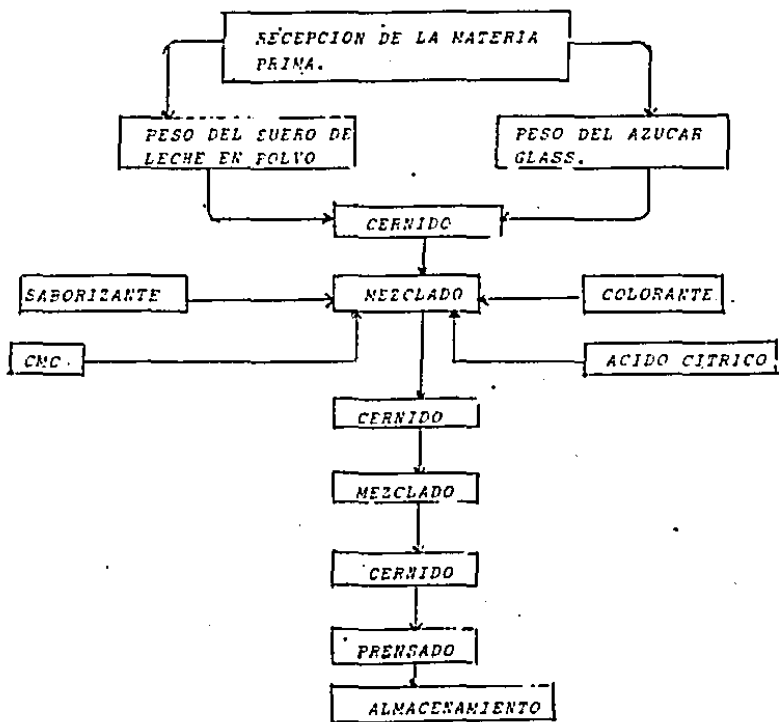 RECEPCION DE LA MATERIA
PRIMA.
PESO DEL SUERO DE
LECHE EN POLVO
PESO DEL AZUCAR
GLASS.
CERNIDO
SABORIZANTE
MEZCLADO
COLORANTE
CMC.
ACIDO CITRICO
CERNIDO
MEZCLADO
CERNIDO
PRENSADO
ALMACENAMIENTO